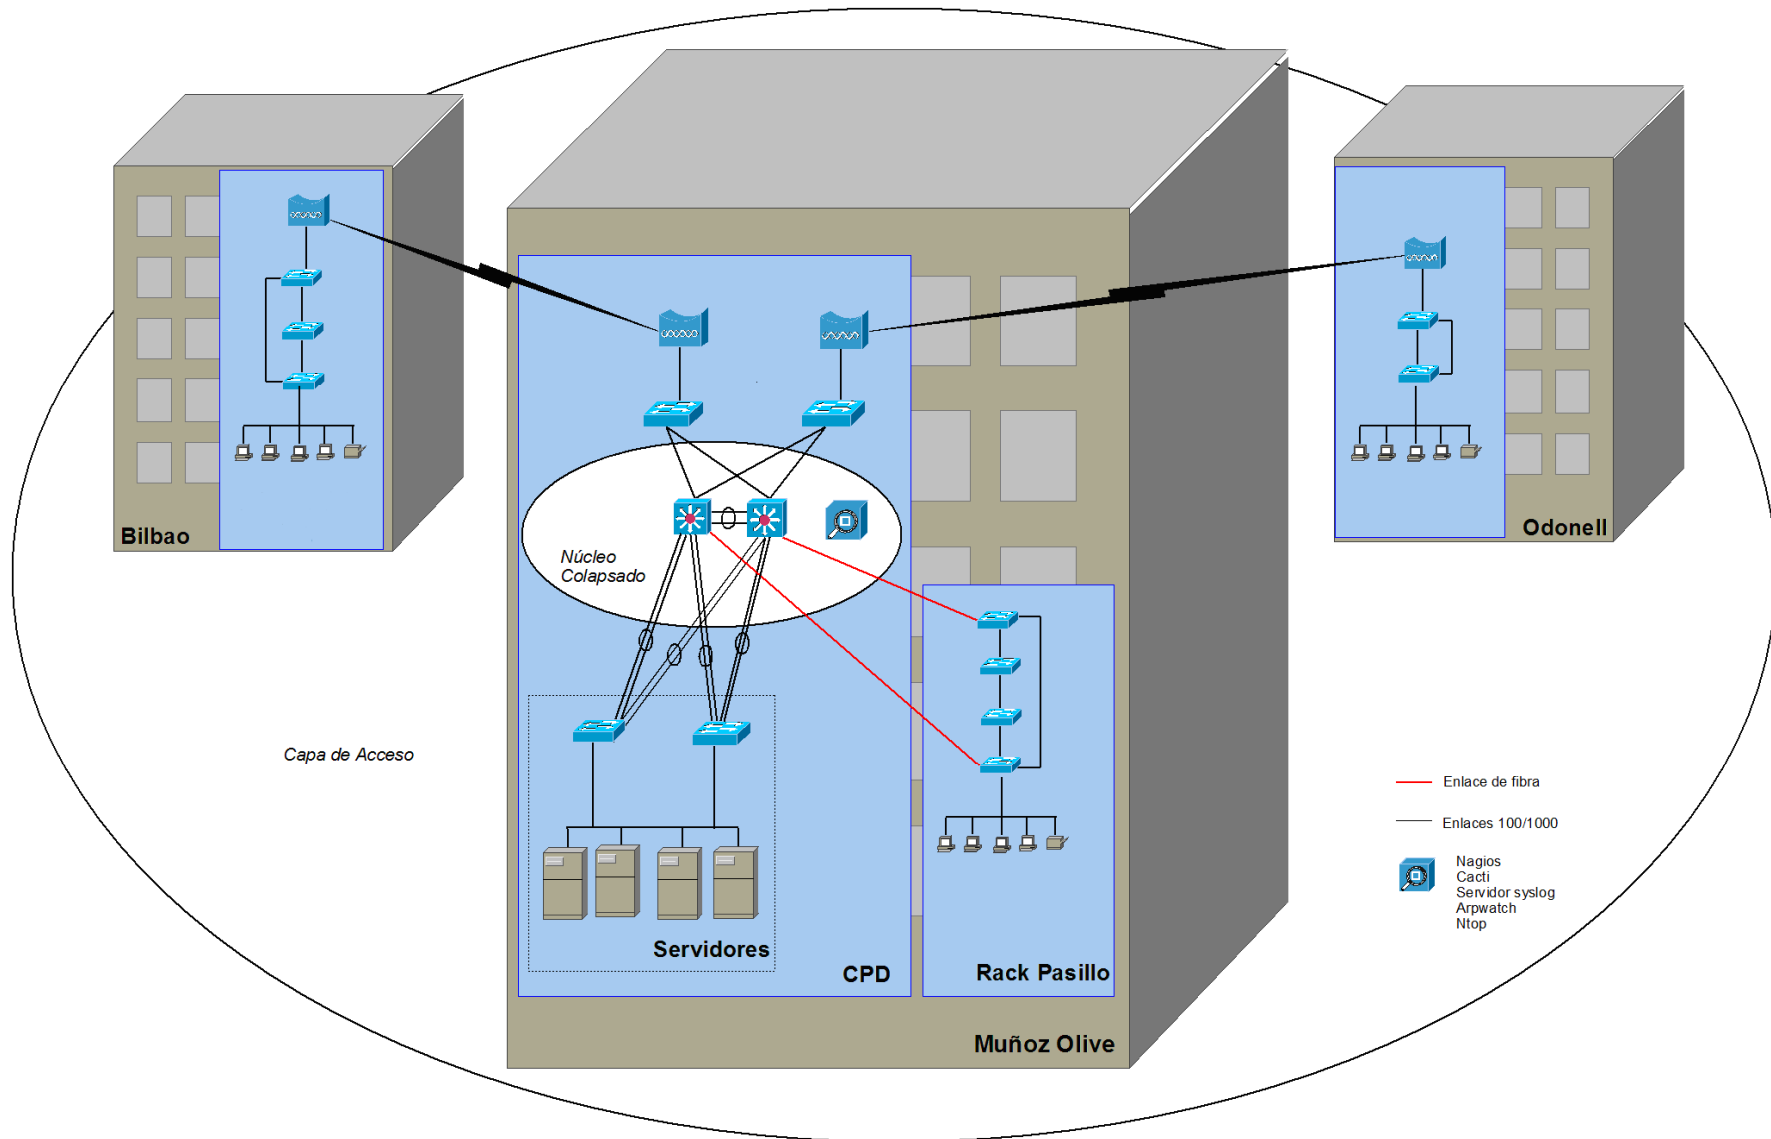 Bilbao
Odonell
Núcleo
Colapsado
Capa de Acceso
Servidores
CPD
Rack Pasillo
Muñoz Olive
Enlace de fibra
Enlaces 100/1000
Nagios
Cacti
Servidor syslog
Arpwatch
Ntop